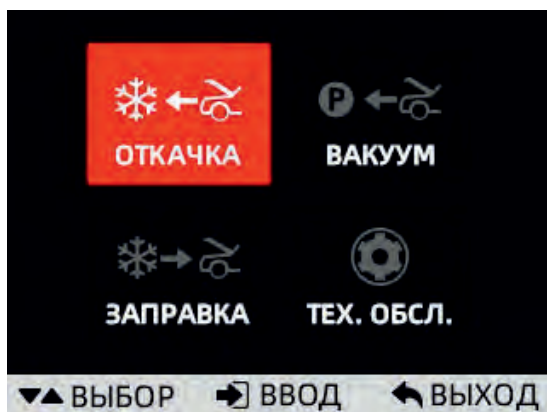 ОТКАЧКА
P
ВАКУУМ
ЗАПРАВКА
ТЕХ. ОБСЛ.
ВЫБОР ВВОД ВЫХОД